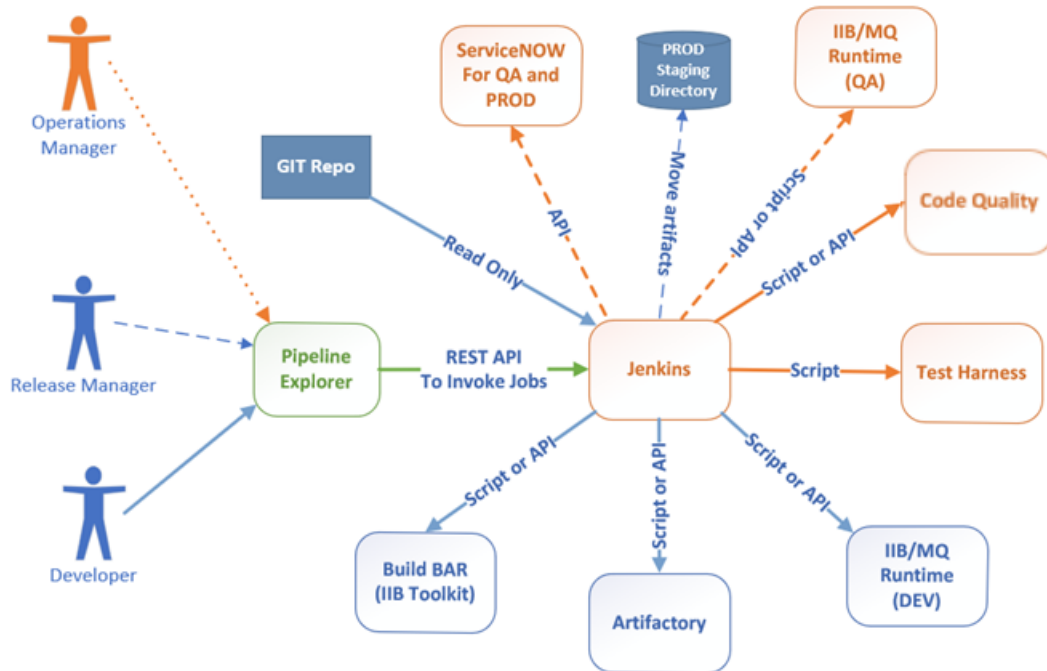 Operations
Manager
ServiceNOW
For QA and
PROD
PROD
Staging
Directory
IIB/MQ
Runtime
(QA)
GIT Repo
Code Quality
API
Move artifacts
Script or API
Script or API
Read Only
Release Manager
Pipeline
Explorer
REST API
To Invoke Jobs
Jenkins
Script
Test Harness
Developer
Script or API
Script or API
Script or API
Build BAR
(IIB Toolkit)
Artifactory
IIB/MQ
Runtime
(DEV)